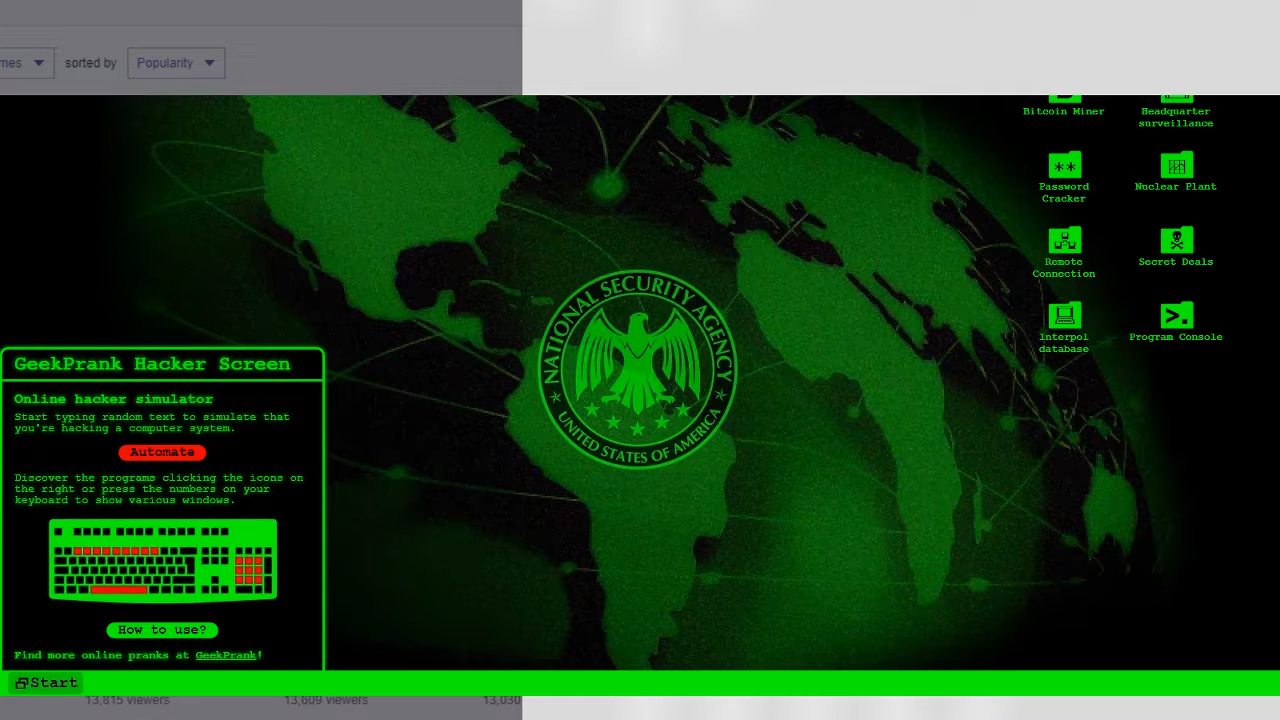 mes
sorted by
Popularity
Bitcoin Miner
Headquarter
surveillance
**
Password
Cracker
Nuclear Plant
Remote
Connection
Secret Deals
>.
Interpol
database
Program Console
NATIONAL SECURITY AGENCY
UNITED STATES OF AMERICA
GeekPrank Hacker Screen
Online hacker simulator
Start typing random text to simulate that
you're hacking a computer system.
Automate
Discover the programs clicking the icons on
the right or press the numbers on your
keyboard to show various windows.
How to use?
Find more online pranks at GeekPrank!
Start
13,815 viewers
13,609 viewers
13,030